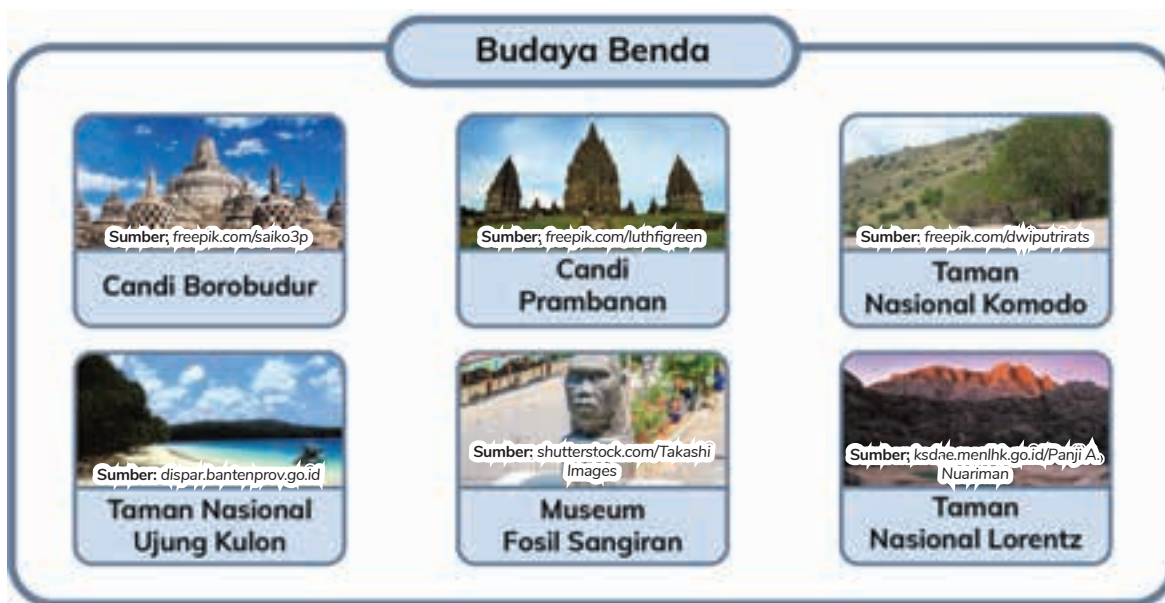 Budaya Benda
Sumber: freepik.com/saiko3p
Candi Borobudur
Sumber: freepik.com/luthfigreen
Candi
Prambanan
Sumber: freepik.com/dwiputrirats
Taman
Nasional Komodo
Sumber: dispar.bantenprov.go.id
Taman Nasional
Ujung Kulon
Sumber: shutterstock.com/Takashi
Images
Museum
Fosil Sangiran
Sumber: ksdae.menlhk.go.id/Panji A.
Nuariman
Taman
Nasional Lorentz